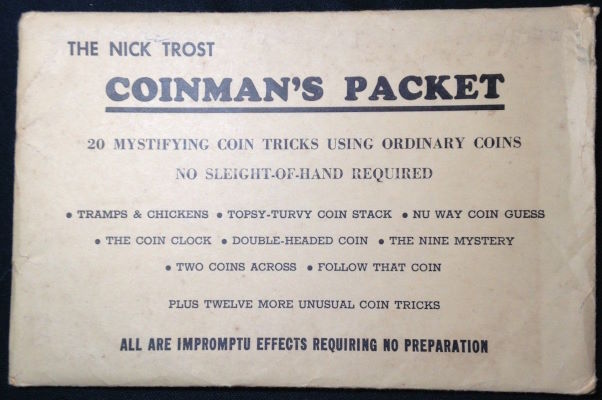 THE NICK TROST
COINMAN'S PACKET
20 MYSTIFYING COIN TRICKS USING ORDINARY COINS
NO SLEIGHT-OF-HAND REQUIRED
• TRAMPS & CHICKENS • TOPSY-TURVY COIN STACK • NU WAY COIN GUESS
• THE COIN CLOCK • DOUBLE-HEADED COIN • THE NINE MYSTERY
• TWO COINS ACROSS • FOLLOW THAT COIN
PLUS TWELVE MORE UNUSUAL COIN TRICKS
ALL ARE IMPROMPTU EFFECTS REQUIRING NO PREPARATION